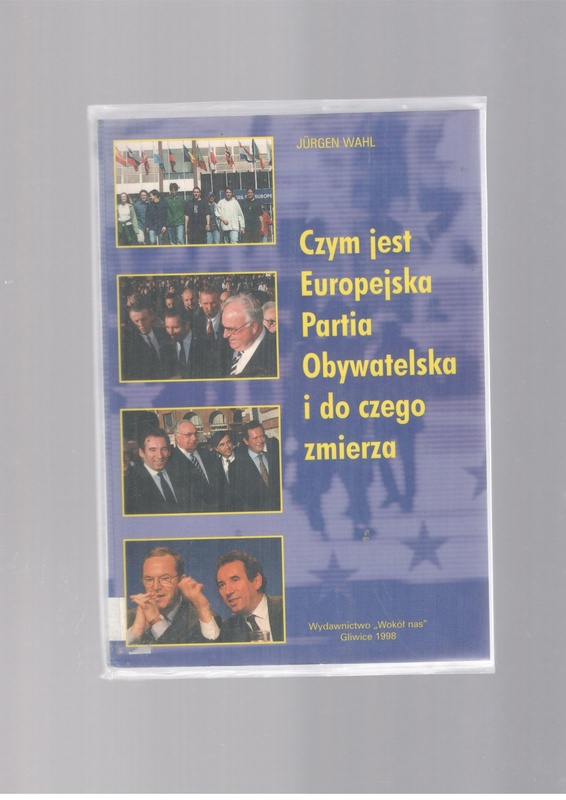 JÜRGEN WAHL
Czym jest
Europejska
Partia
Obywatelska
i do czego
zmierza
Wydawnictwo „Wokół nas”
Gliwice 1998